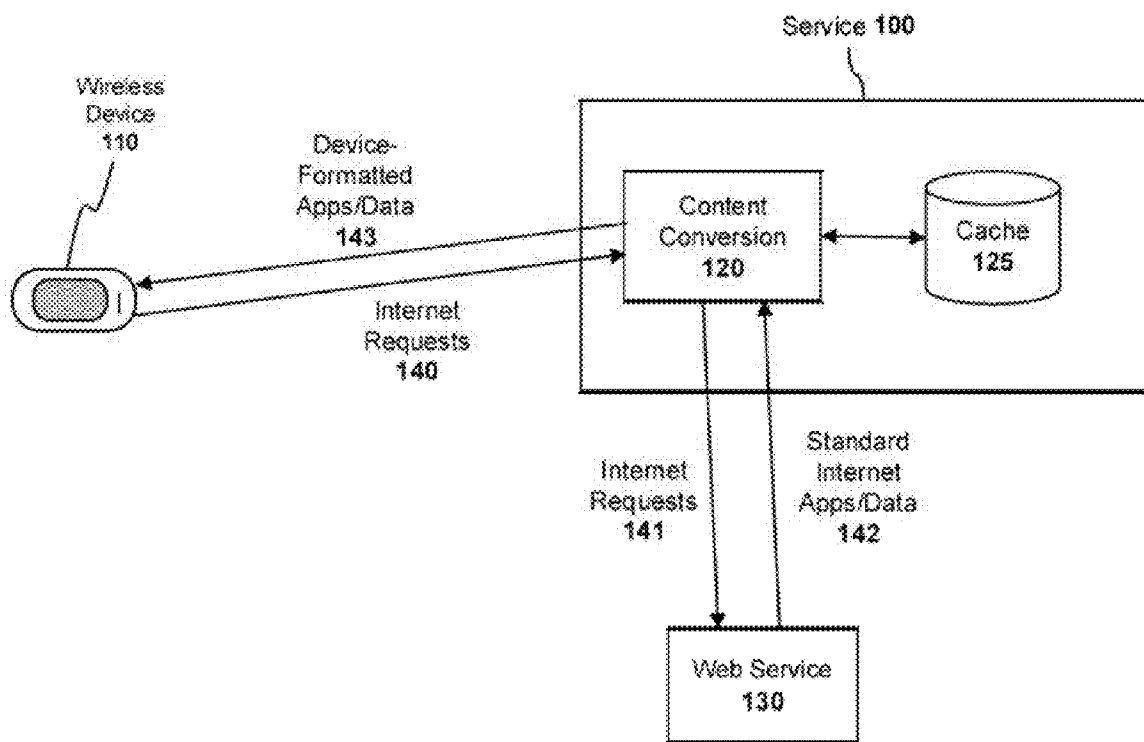 Service 100
Wireless
Device
110
Device-
Formatted
Apps/Data
143
Content
Conversion
120
Cache
125
Internet
Requests
140
Internet
Requests
141
Standard
Internet
Apps/Data
142
Web Service
130